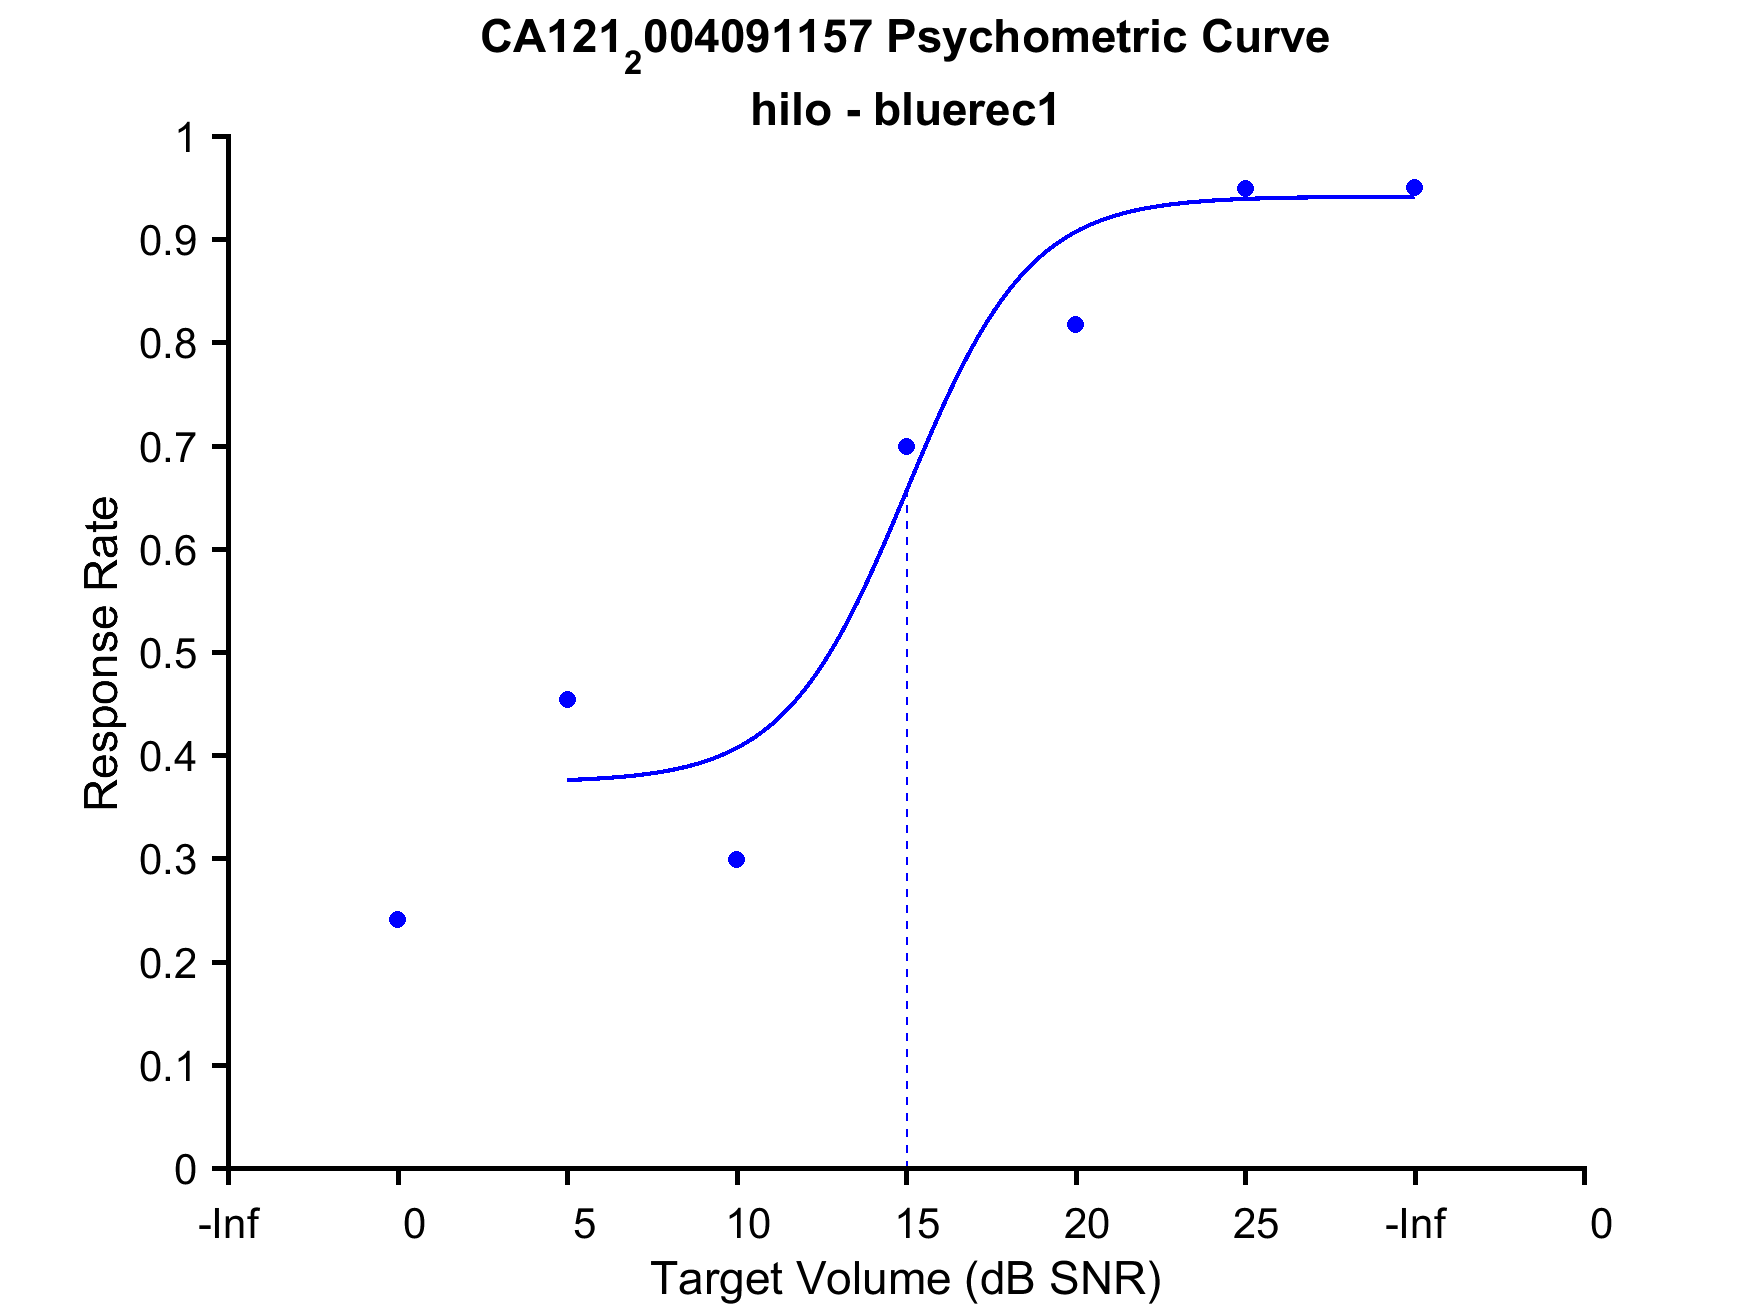 CA121₂004091157 Psychometric Curve
hilo - bluerec1
1
0.9
0.8
0.7
0.6
0.5
0.4
0.3
0.2
0.1
0
Response Rate
-Inf 0 5 10 15 20 25 -Inf 0
Target Volume (dB SNR)